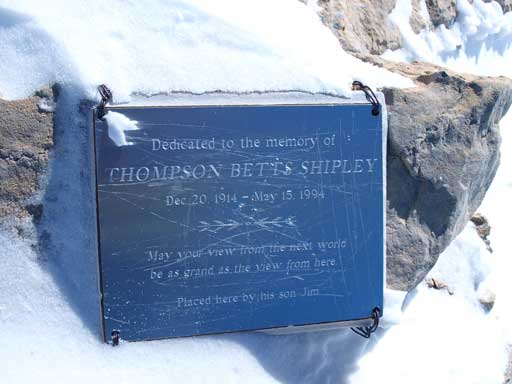 Dedicated to the memory of
THOMPSON BETTS SHIPLEY
Dec 20, 1914 - May 15, 1994
May your view from the next world
be as grand as the view from here.
Placed here by his son Jim